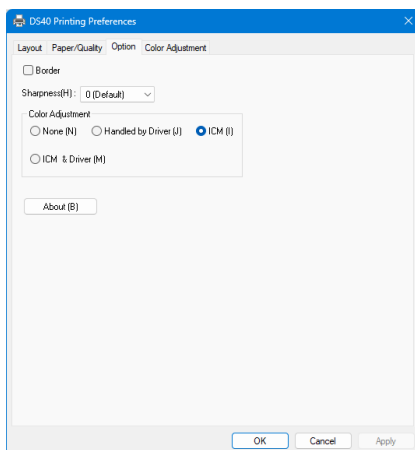 DS40 Printing Preferences
Layout Paper/Quality Option Color Adjustment
Border
Sharpness(H) : 0 (Default)
Color Adjustment
None (N) Handled by Driver (J) ICM (I)
ICM & Driver (M)
About (B)
OK Cancel Apply